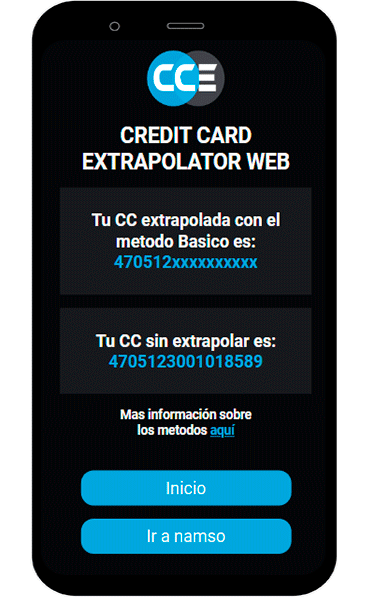 CCE
CREDIT CARD
EXTRAPOLATOR WEB
Tu CC extrapolada con el
metodo Basico es:
470512xxxxxxxxxx
Tu CC sin extrapolar es:
4705123001018589
Mas información sobre
los metodos aquí
Inicio
Ir a namso